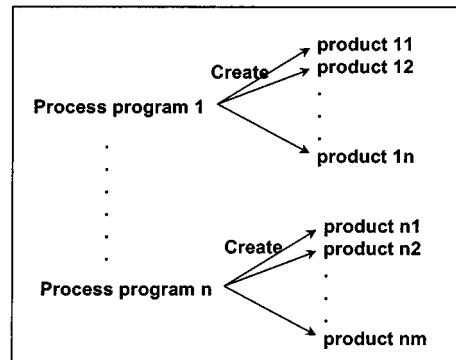 product 11
Create
product 12
.
Process program 1
.
.
product 1n
.
.
.
.
.
.
product n1
Create
product n2
Process program n
.
.
.
product nm